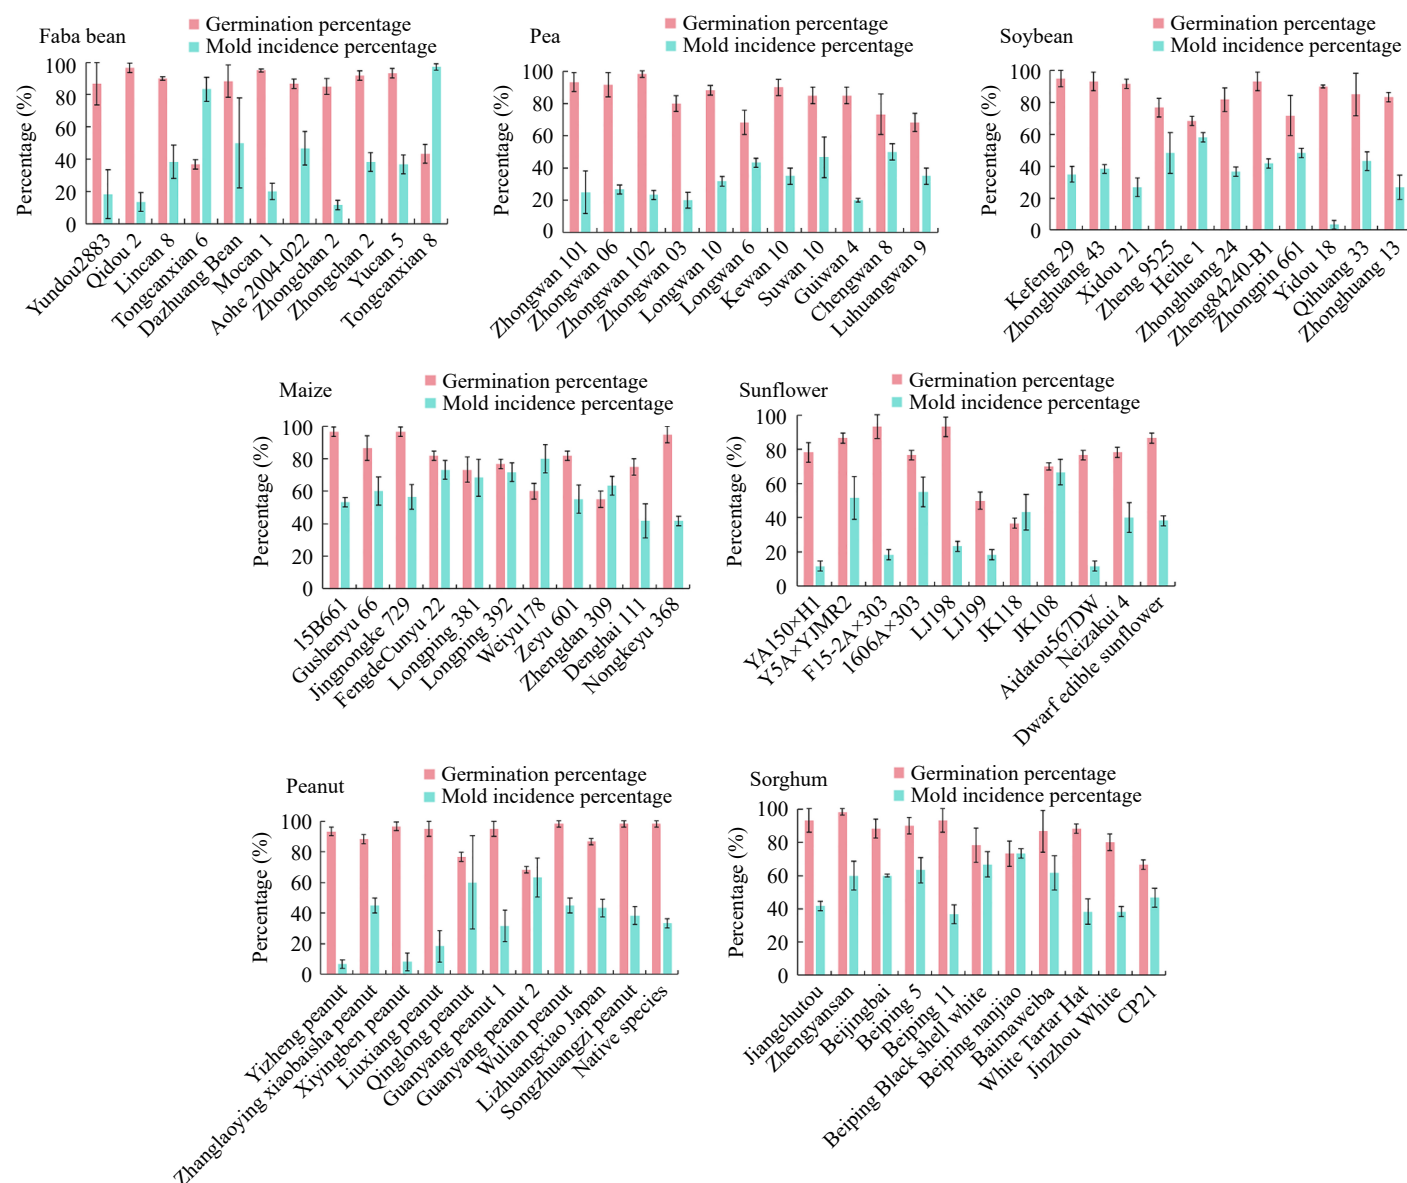 Faba bean
Germination percentage
Mold incidence percentage
Percentage (%)
100
80
60
40
20
0
Yundou2883
Qidou 2
Lincan 8
Tongcanxian 6
Dazhuang Bean
Mocan 1
Aohe 2004-022
Zhongchan 2
Zhongchan 2
Yucan 5
Tongcanxian 8
Pea
Germination percentage
Mold incidence percentage
Percentage (%)
100
80
60
40
20
0
Zhongwan 101
Zhongwan 06
Zhongwan 102
Zhongwan 03
Longwan 10
Longwan 6
Kewan 10
Suwan 10
Guiwan 4
Chengwan 8
Luhuangwan 9
Soybean
Germination percentage
Mold incidence percentage
Percentage (%)
100
80
60
40
20
0
Kefeng 29
Zhonghuang 43
Xidou 21
Zheng 9525
Heihe 1
Zhonghuang 24
Zheng84240-B1
Zhongpin 661
Yidou 18
Qihuang 33
Zhonghuang 13
Maize
Germination percentage
Mold incidence percentage
Percentage (%)
100
80
60
40
20
0
15B661
Gushenyu 66
Jingnongke 729
FengdeCunyu 22
Longping 381
Longping 392
Weiyu178
Zeyu 601
Zhengdan 309
Denghai 111
Nongkeyu 368
Sunflower
Germination percentage
Mold incidence percentage
Percentage (%)
100
80
60
40
20
0
YA150×H1
Y5A×YJMR2
F15-2A×303
1606A×303
LJ198
LJ199
JK118
JK108
Aidatou567DW
Neizakui 4
Dwarf edible sunflower
Peanut
Germination percentage
Mold incidence percentage
Percentage (%)
100
80
60
40
20
0
Yizheng peanut
Zhanglaoying xiaobaisha peanut
Xiyingben peanut
Liuxiang peanut
Qinglong peanut
Guanyang peanut 1
Guanyang peanut 2
Wulian peanut
Lizhuangxiao Japan
Songzhuangzi peanut
Native species
Sorghum
Germination percentage
Mold incidence percentage
Percentage (%)
100
80
60
40
20
0
Jiangchutou
Zhengyansan
Beijingbai
Beiping 5
Beiping 11
Beiping Black shell white
Beiping nanjiao
Bainaweiba
White Tartar Hat
Jinzhou White
CP21